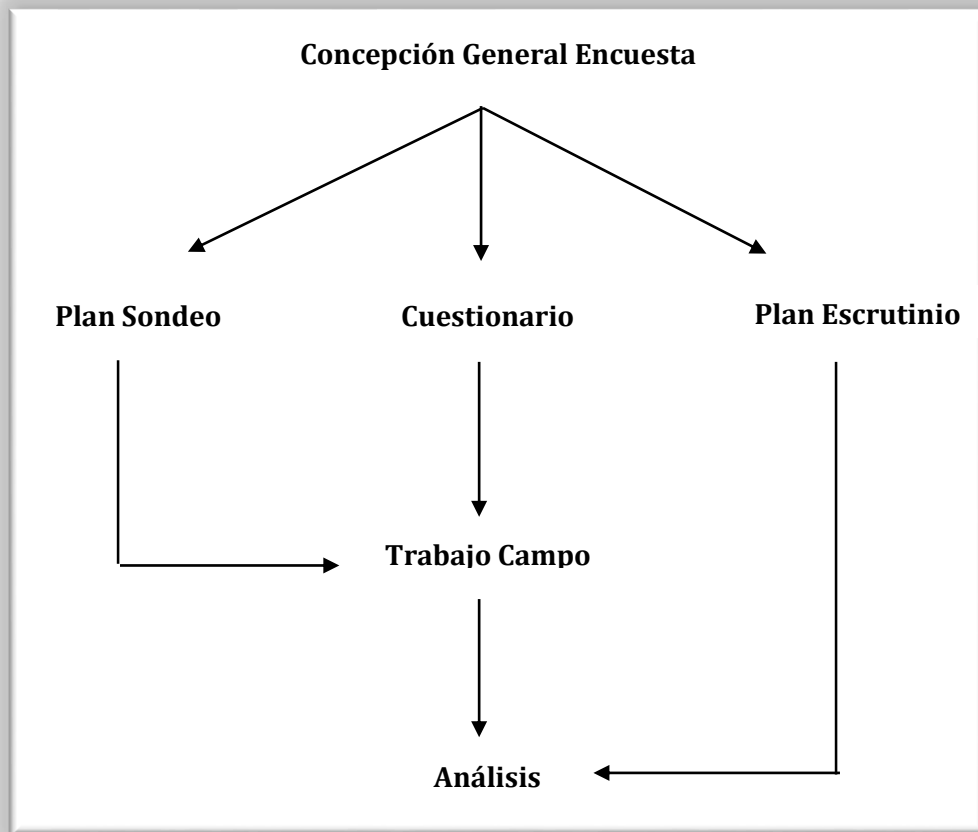 Concepción General Encuesta
Plan Sondeo
Cuestionario
Plan Escrutinio
Trabajo Campo
Análisis